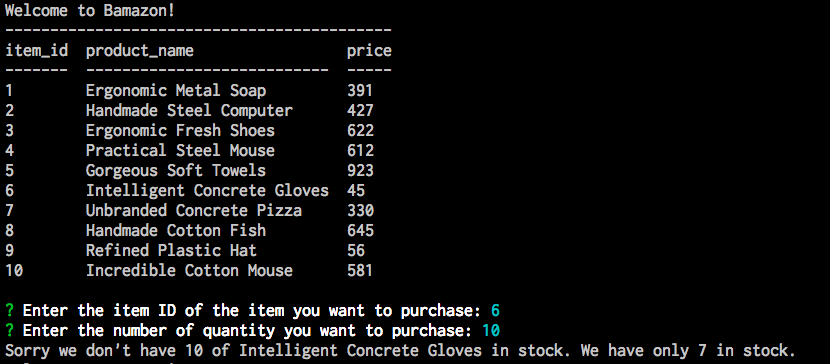 Welcome to Bamazon!
-------------------------------------------
item_id  product_name                 price
-------  ---------------------------  -----
1        Ergonomic Metal Soap         391
2        Handmade Steel Computer      427
3        Ergonomic Fresh Shoes        622
4        Practical Steel Mouse        612
5        Gorgeous Soft Towels         923
6        Intelligent Concrete Gloves  45
7        Unbranded Concrete Pizza     330
8        Handmade Cotton Fish         645
9        Refined Plastic Hat          56
10       Incredible Cotton Mouse      581
? Enter the item ID of the item you want to purchase: 6
? Enter the number of quantity you want to purchase: 10
Sorry we don't have 10 of Intelligent Concrete Gloves in stock. We have only 7 in stock.